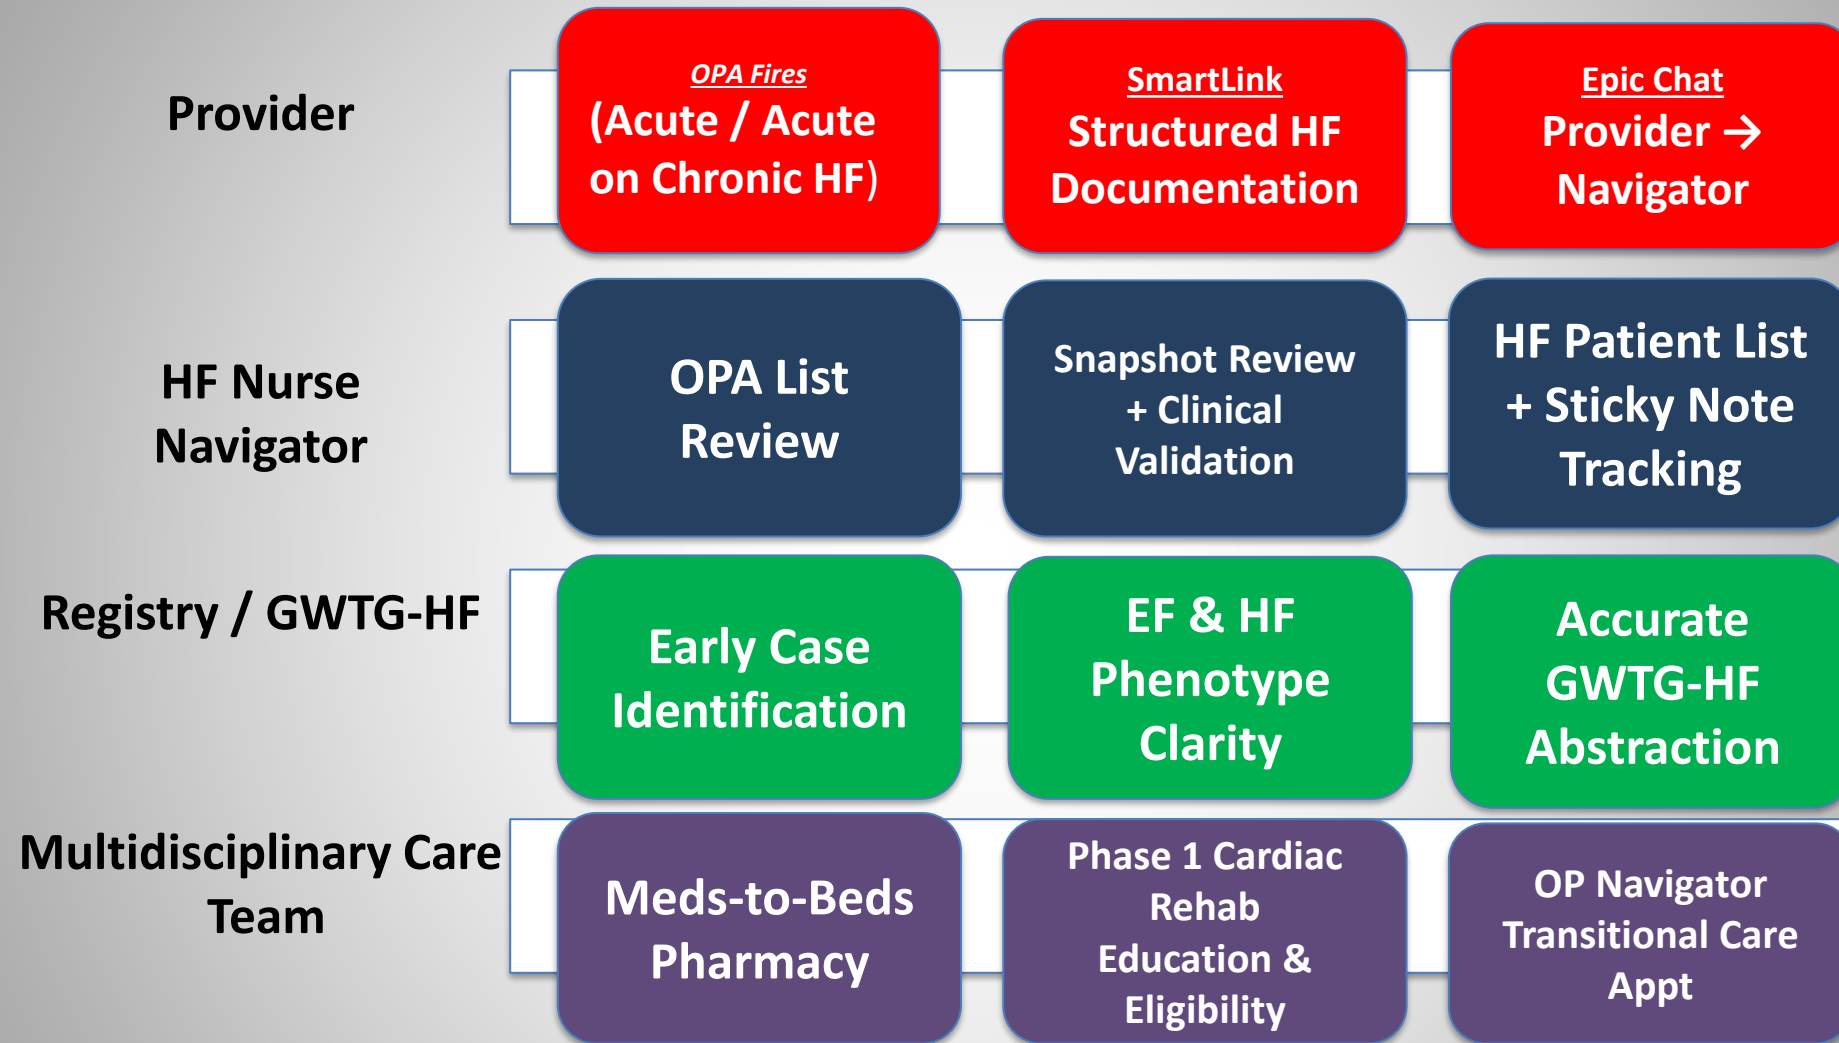 Provider
OPA Fires
(Acute / Acute
on Chronic HF)
SmartLink
Structured HF
Documentation
Epic Chat
Provider →
Navigator
HF Nurse
Navigator
OPA List
Review
Snapshot Review
+ Clinical
Validation
HF Patient List
+ Sticky Note
Tracking
Registry / GWTG-HF
Early Case
Identification
EF & HF
Phenotype
Clarity
Accurate
GWTG-HF
Abstraction
Multidisciplinary Care
Team
Meds-to-Beds
Pharmacy
Phase 1 Cardiac
Rehab
Education &
Eligibility
OP Navigator
Transitional Care
Appt